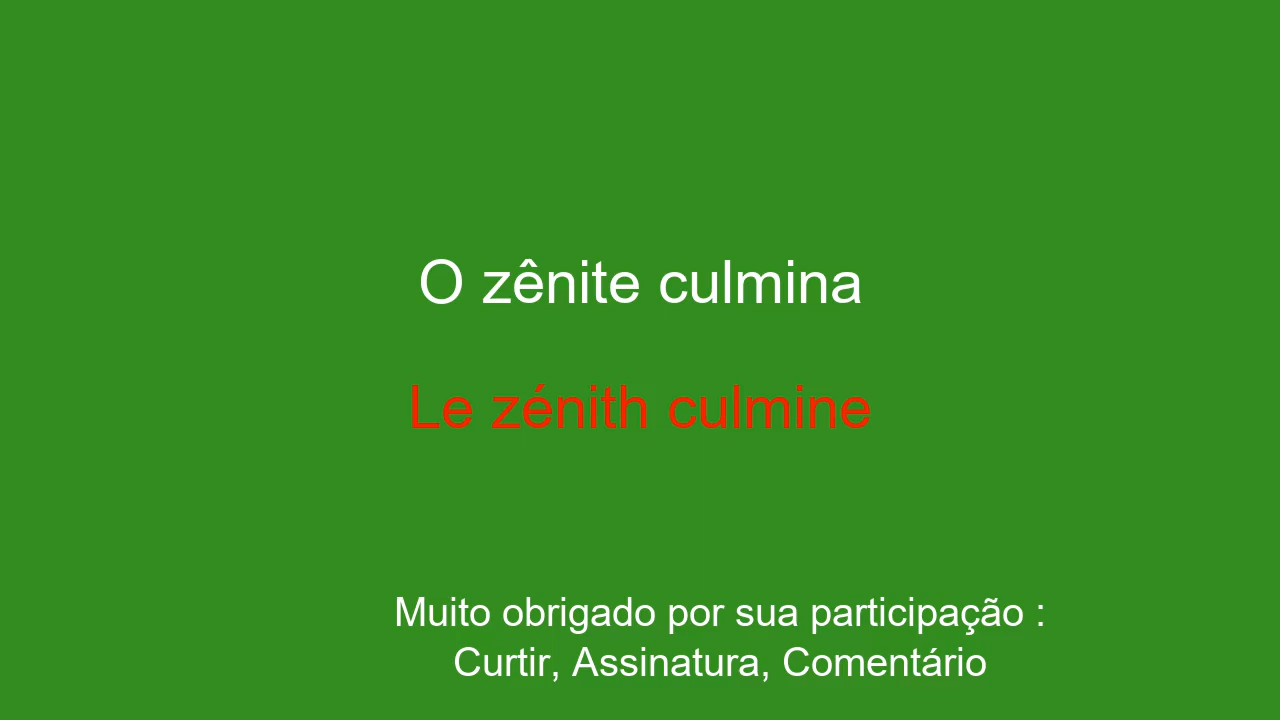 O zênite culmina
Le zénith culmine
Muito obrigado por sua participação :
Curtir, Assinatura, Comentário